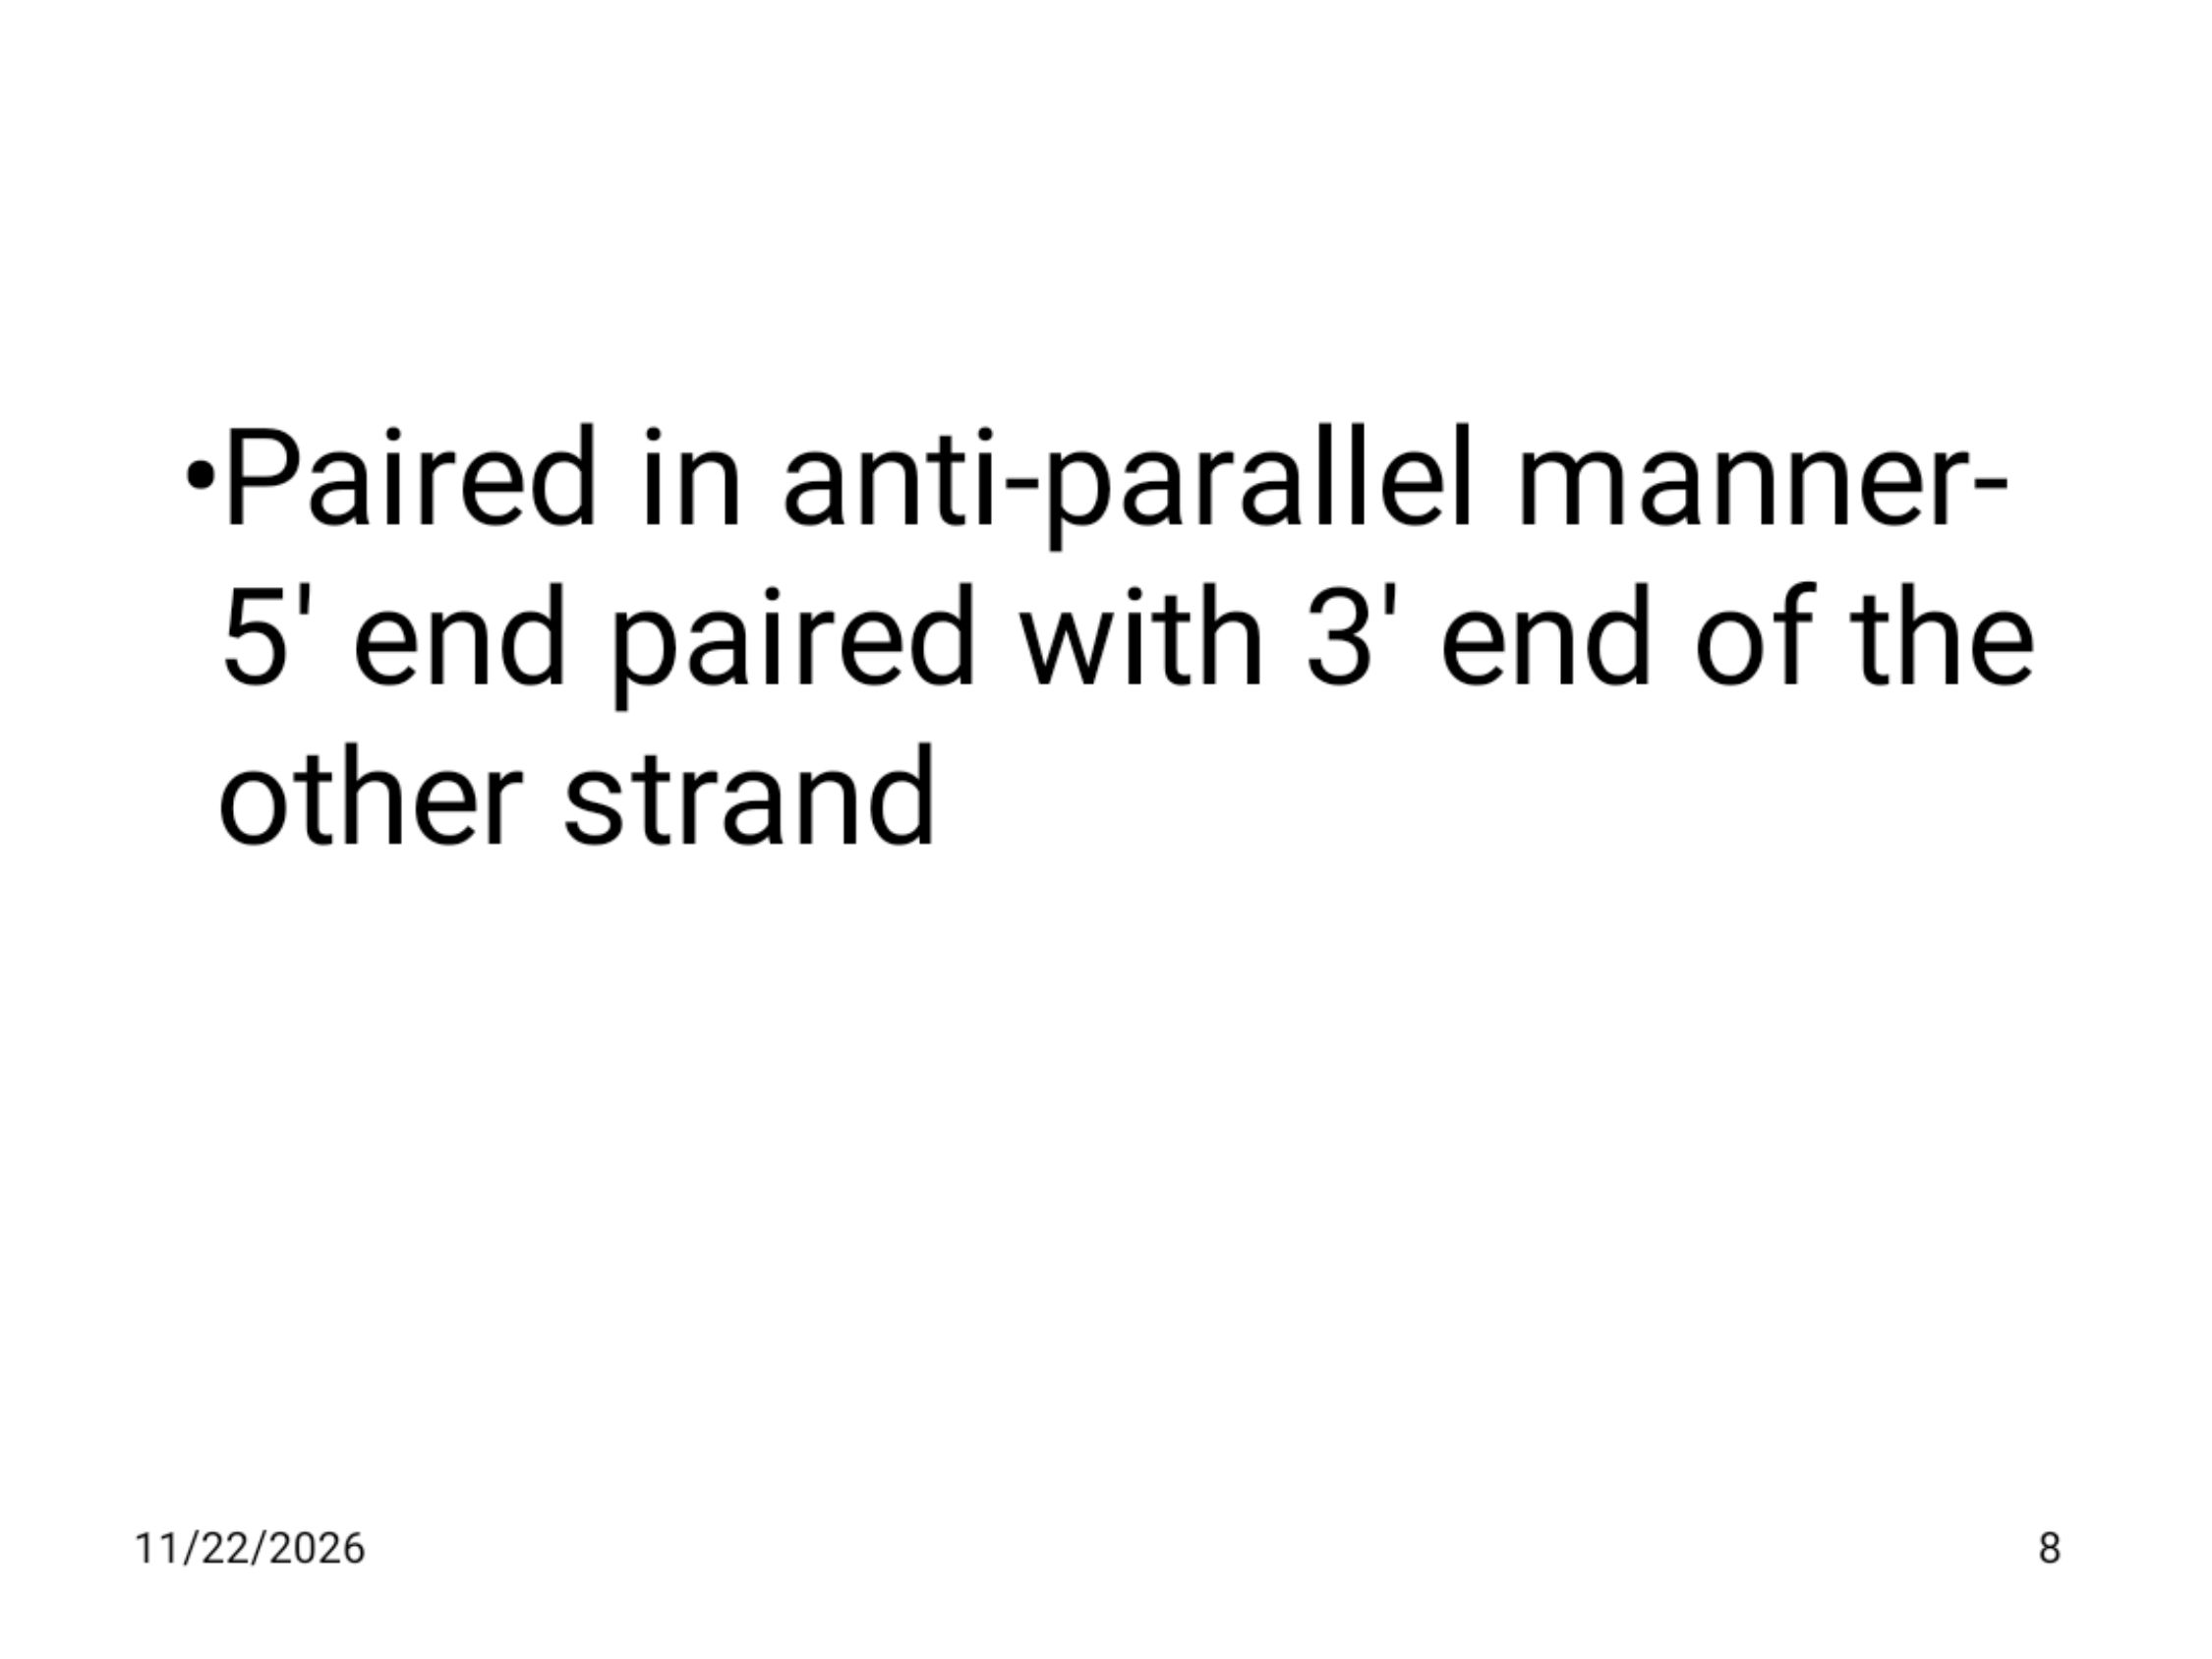 •Paired in anti-parallel manner-
5' end paired with 3' end of the
other strand
11/22/2026
8